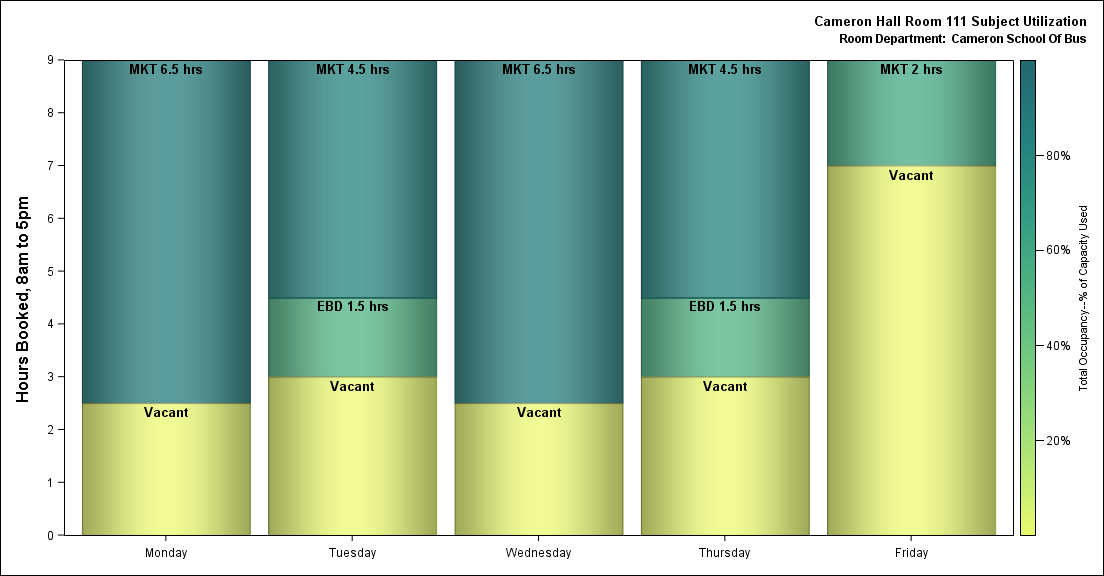 Cameron Hall Room 111 Subject Utilization
Room Department: Cameron School Of Bus
Hours Booked, 8am to 5pm
9
8
7
6
5
4
3
2
1
0
MKT 6.5 hrs
Vacant
MKT 4.5 hrs
EBD 1.5 hrs
Vacant
MKT 6.5 hrs
Vacant
MKT 4.5 hrs
EBD 1.5 hrs
Vacant
MKT 2 hrs
Vacant
Monday
Tuesday
Wednesday
Thursday
Friday
80%
60%
40%
20%
Total Occupancy--% of Capacity Used